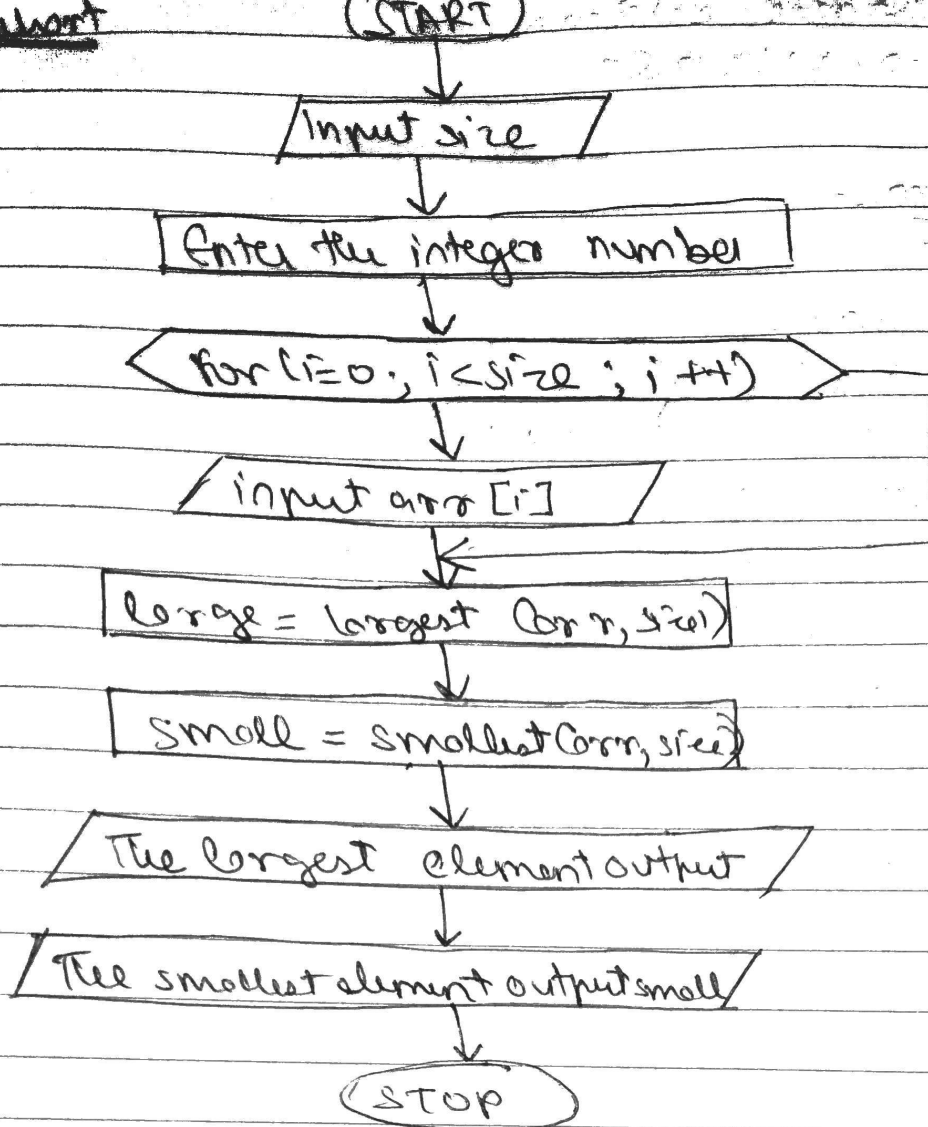 START
Input size
Enter the integer number
for (i=0; i<size; i++)
input arr [i]
large = largest (arr, size)
small = smallest (arr, size)
The largest element output
The smallest element output small
STOP